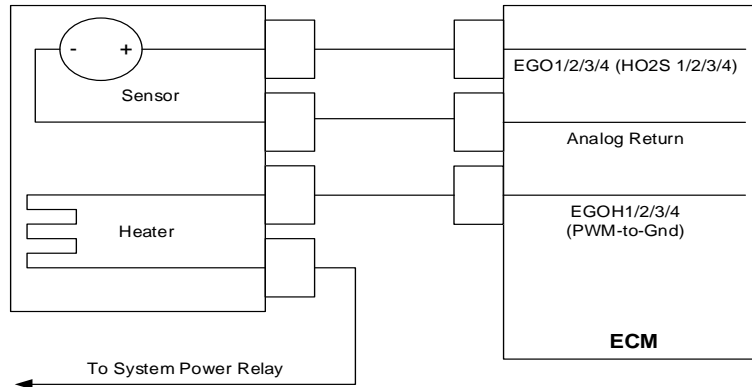 - +
EGO1/2/3/4 (HO2S 1/2/3/4)
Sensor
Analog Return
EGOH1/2/3/4
(PWM-to-Gnd)
Heater
ECM
To System Power Relay